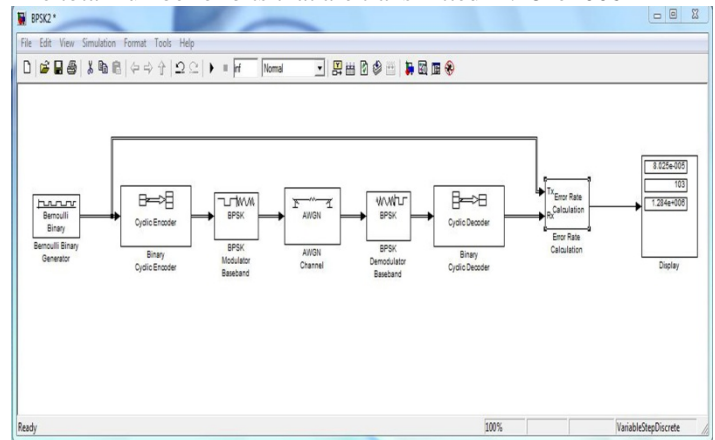 BPSK2 *
File Edit View Simulation Format Tools Help
inf Normal
8.025e-005
103
1.284e+006
Display
Tx
Rx
Error Rate
Calculation
Error Rate
Calculation
Bernoulli
Binary
Bernoulli Binary
Generator
Cyclic Encoder
Binary
Cyclic Encoder
BPSK
BPSK
Modulator
Baseband
AWGN
AWGN
Channel
BPSK
BPSK
Demodulator
Baseband
Cyclic Decoder
Binary
Cyclic Decoder
Ready 100% VariableStepDiscrete